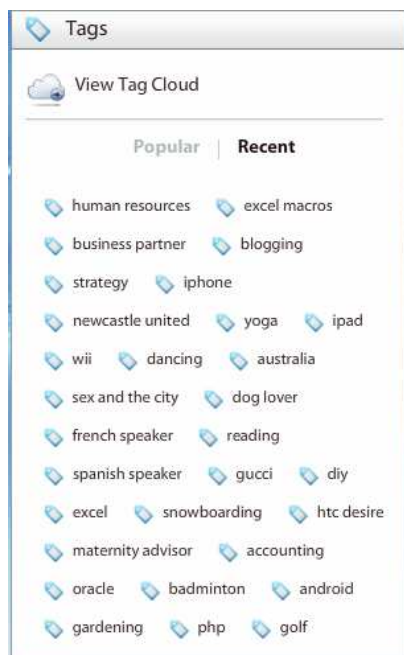 Tags
View Tag Cloud
Popular | Recent
human resources excel macros
business partner blogging
strategy iphone
newcastle united yoga ipad
wii dancing australia
sex and the city dog lover
french speaker reading
spanish speaker gucci diy
excel snowboarding htc desire
maternity advisor accounting
oracle badminton android
gardening php golf